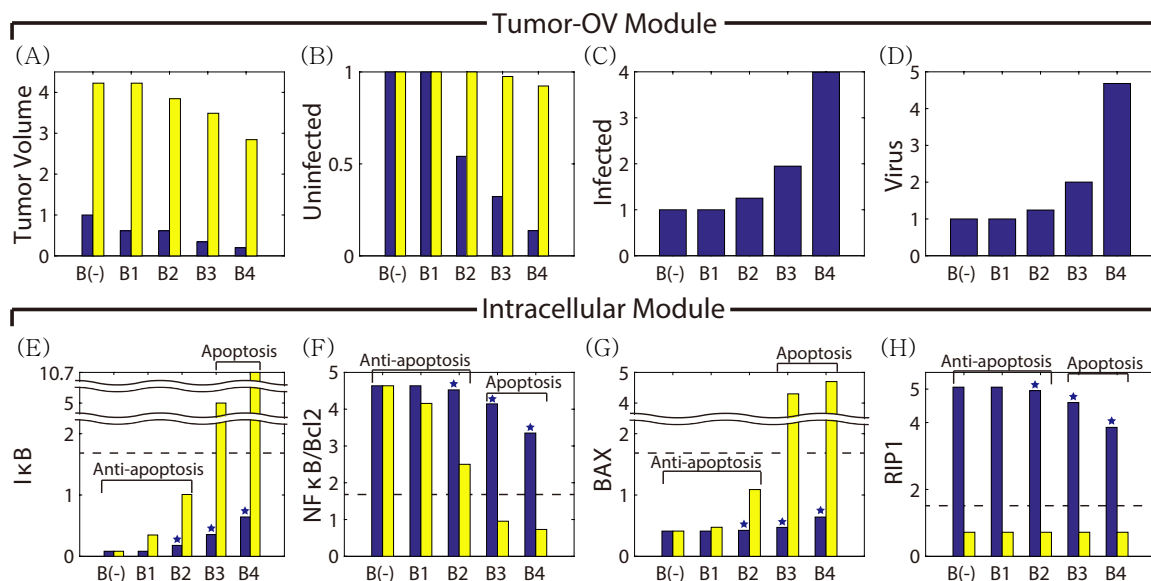 Tumor-OV Module
(A)
Tumor Volume
5
4
3
2
1
0
B(-) B1 B2 B3 B4
(B)
Uninfected
1
0.5
0
B(-) B1 B2 B3 B4
(C)
Infected
4
3
2
1
0
B(-) B1 B2 B3 B4
(D)
Virus
5
4
3
2
1
0
B(-) B1 B2 B3 B4
Intracellular Module
(E)
IκB
10.7
5
2
1
0
Apoptosis
Anti-apoptosis
B(-) B1 B2 B3 B4
(F)
NFκB/Bcl2
5
4
3
2
1
0
Anti-apoptosis
Apoptosis
B(-) B1 B2 B3 B4
(G)
BAX
5
4
2
1
0
Apoptosis
Anti-apoptosis
B(-) B1 B2 B3 B4
(H)
RIP1
5
4
2
0
Anti-apoptosis
Apoptosis
B(-) B1 B2 B3 B4